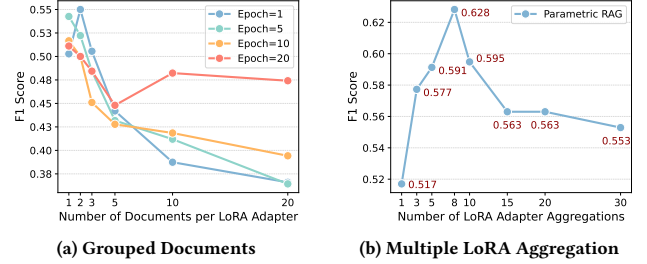 0.55
0.53
0.50
0.48
0.45
0.43
0.40
0.38
F1 Score
Epoch=1
Epoch=5
Epoch=10
Epoch=20
1 2 3 5 10 20
Number of Documents per LoRA Adapter
(a) Grouped Documents
0.62
0.60
0.58
0.56
0.54
0.52
F1 Score
Parametric RAG
0.628
0.595
0.591
0.577
0.563 0.563
0.553
0.517
1 3 5 8 10 15 20 30
Number of LoRA Adapter Aggregations
(b) Multiple LoRA Aggregation